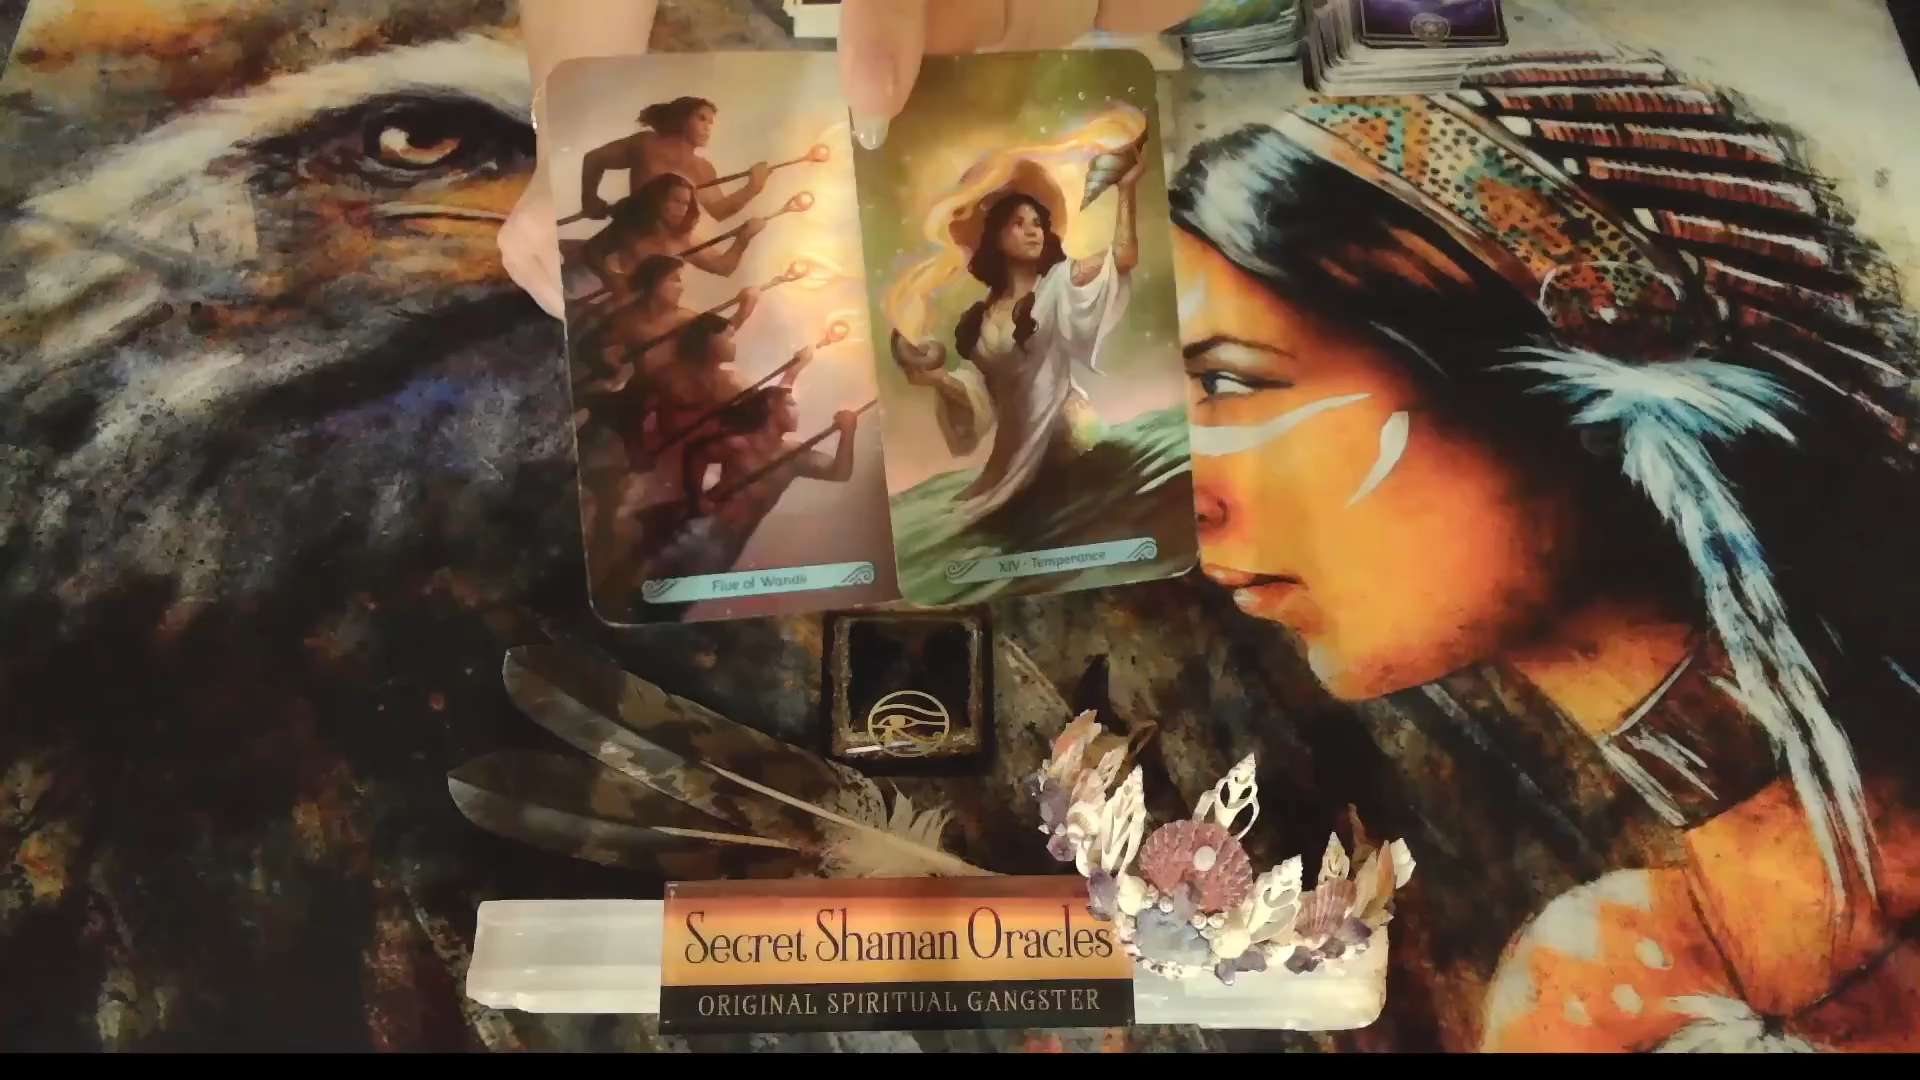 Five of Wands
XIV · Temperance
Secret Shaman Oracles
ORIGINAL SPIRITUAL GANGSTER